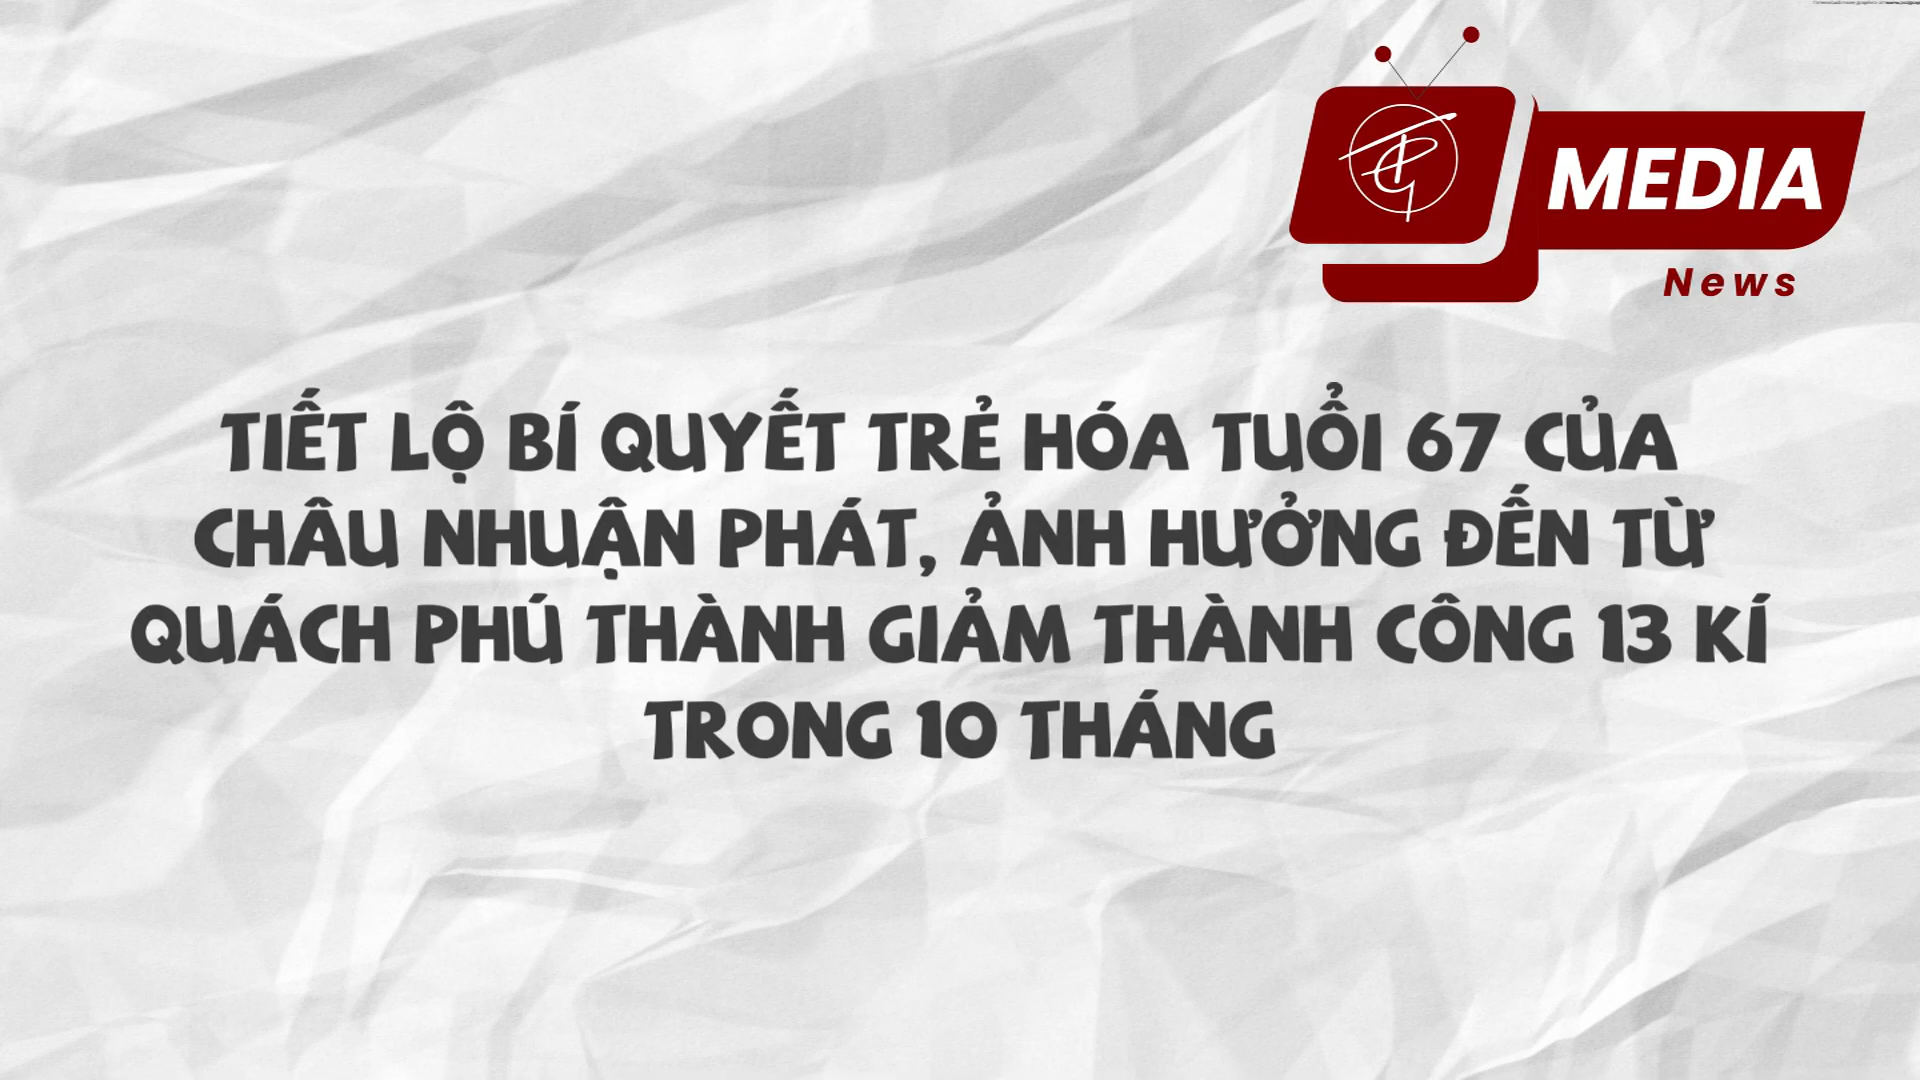 MEDIA
News
TIẾT LỘ BÍ QUYẾT TRẺ HÓA TUỔI 67 CỦA
CHÂU NHUẬN PHÁT, ẢNH HƯỞNG ĐẾN TỪ
QUÁCH PHÚ THÀNH GIẢM THÀNH CÔNG 13 KÍ
TRONG 10 THÁNG